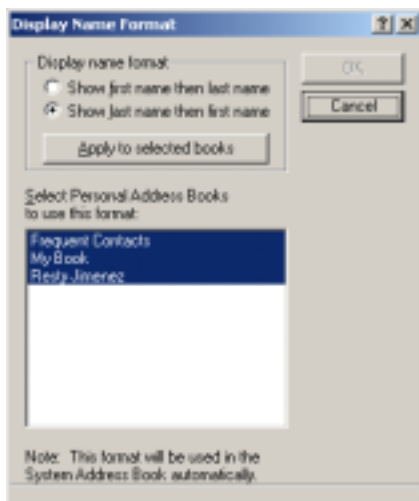 Display Name Format
Display name format
Show first name then last name
Show last name then first name
Apply to selected books
OK
Cancel
Select Personal Address Books
to use this format:
Frequent Contacts
My Book
Resty Jimenez
Note: This format will be used in the
System Address Book automatically.